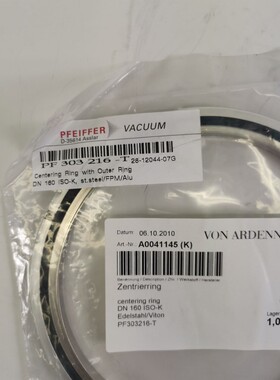 PFEIFFER VACUUM
D-35614 Asslar
PF 303 216 -T 28-12044-07G
Centering Ring with Outer Ring
DN 160 ISO-K, st.steel/FPM/Alu
Datum 06.10.2010 VON ARDENN
Art.-Nr. A0041145 (K)
Zentrierring
centering ring
DN 160 ISO-K
Edelstahl/Viton
PF303216-T
Lager
1,0